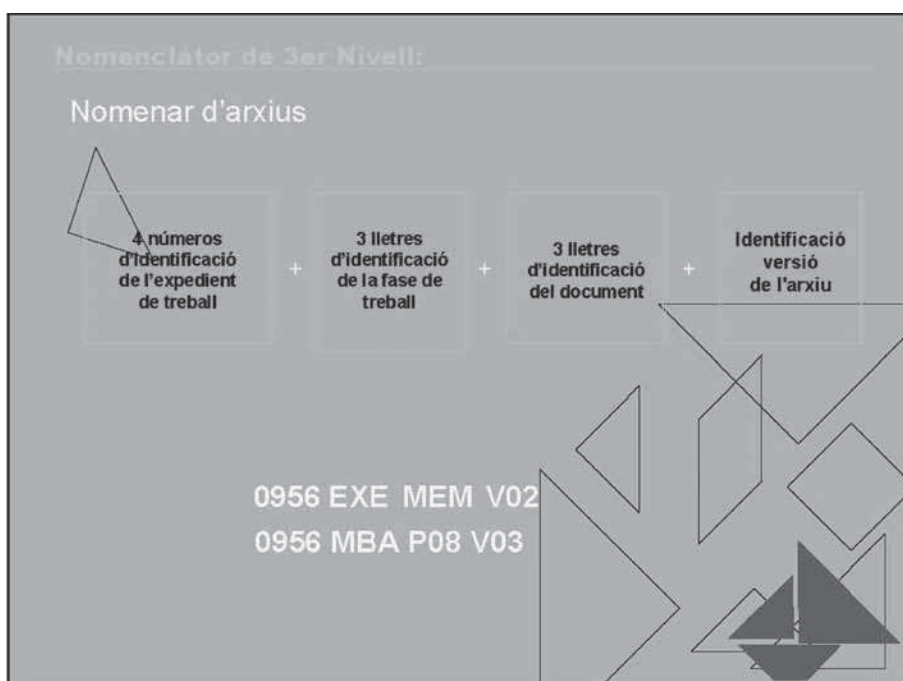 Nomenclàtor de 3er Nivell:
Nomenar d'arxius
4 números
d'identificació
de l'expedient
de treball
+
3 lletres
d'identificació
de la fase de
treball
+
3 lletres
d'identificació
del document
+
Identificació
versió
de l'arxiu
0956 EXE MEM V02
0956 MBA P08 V03